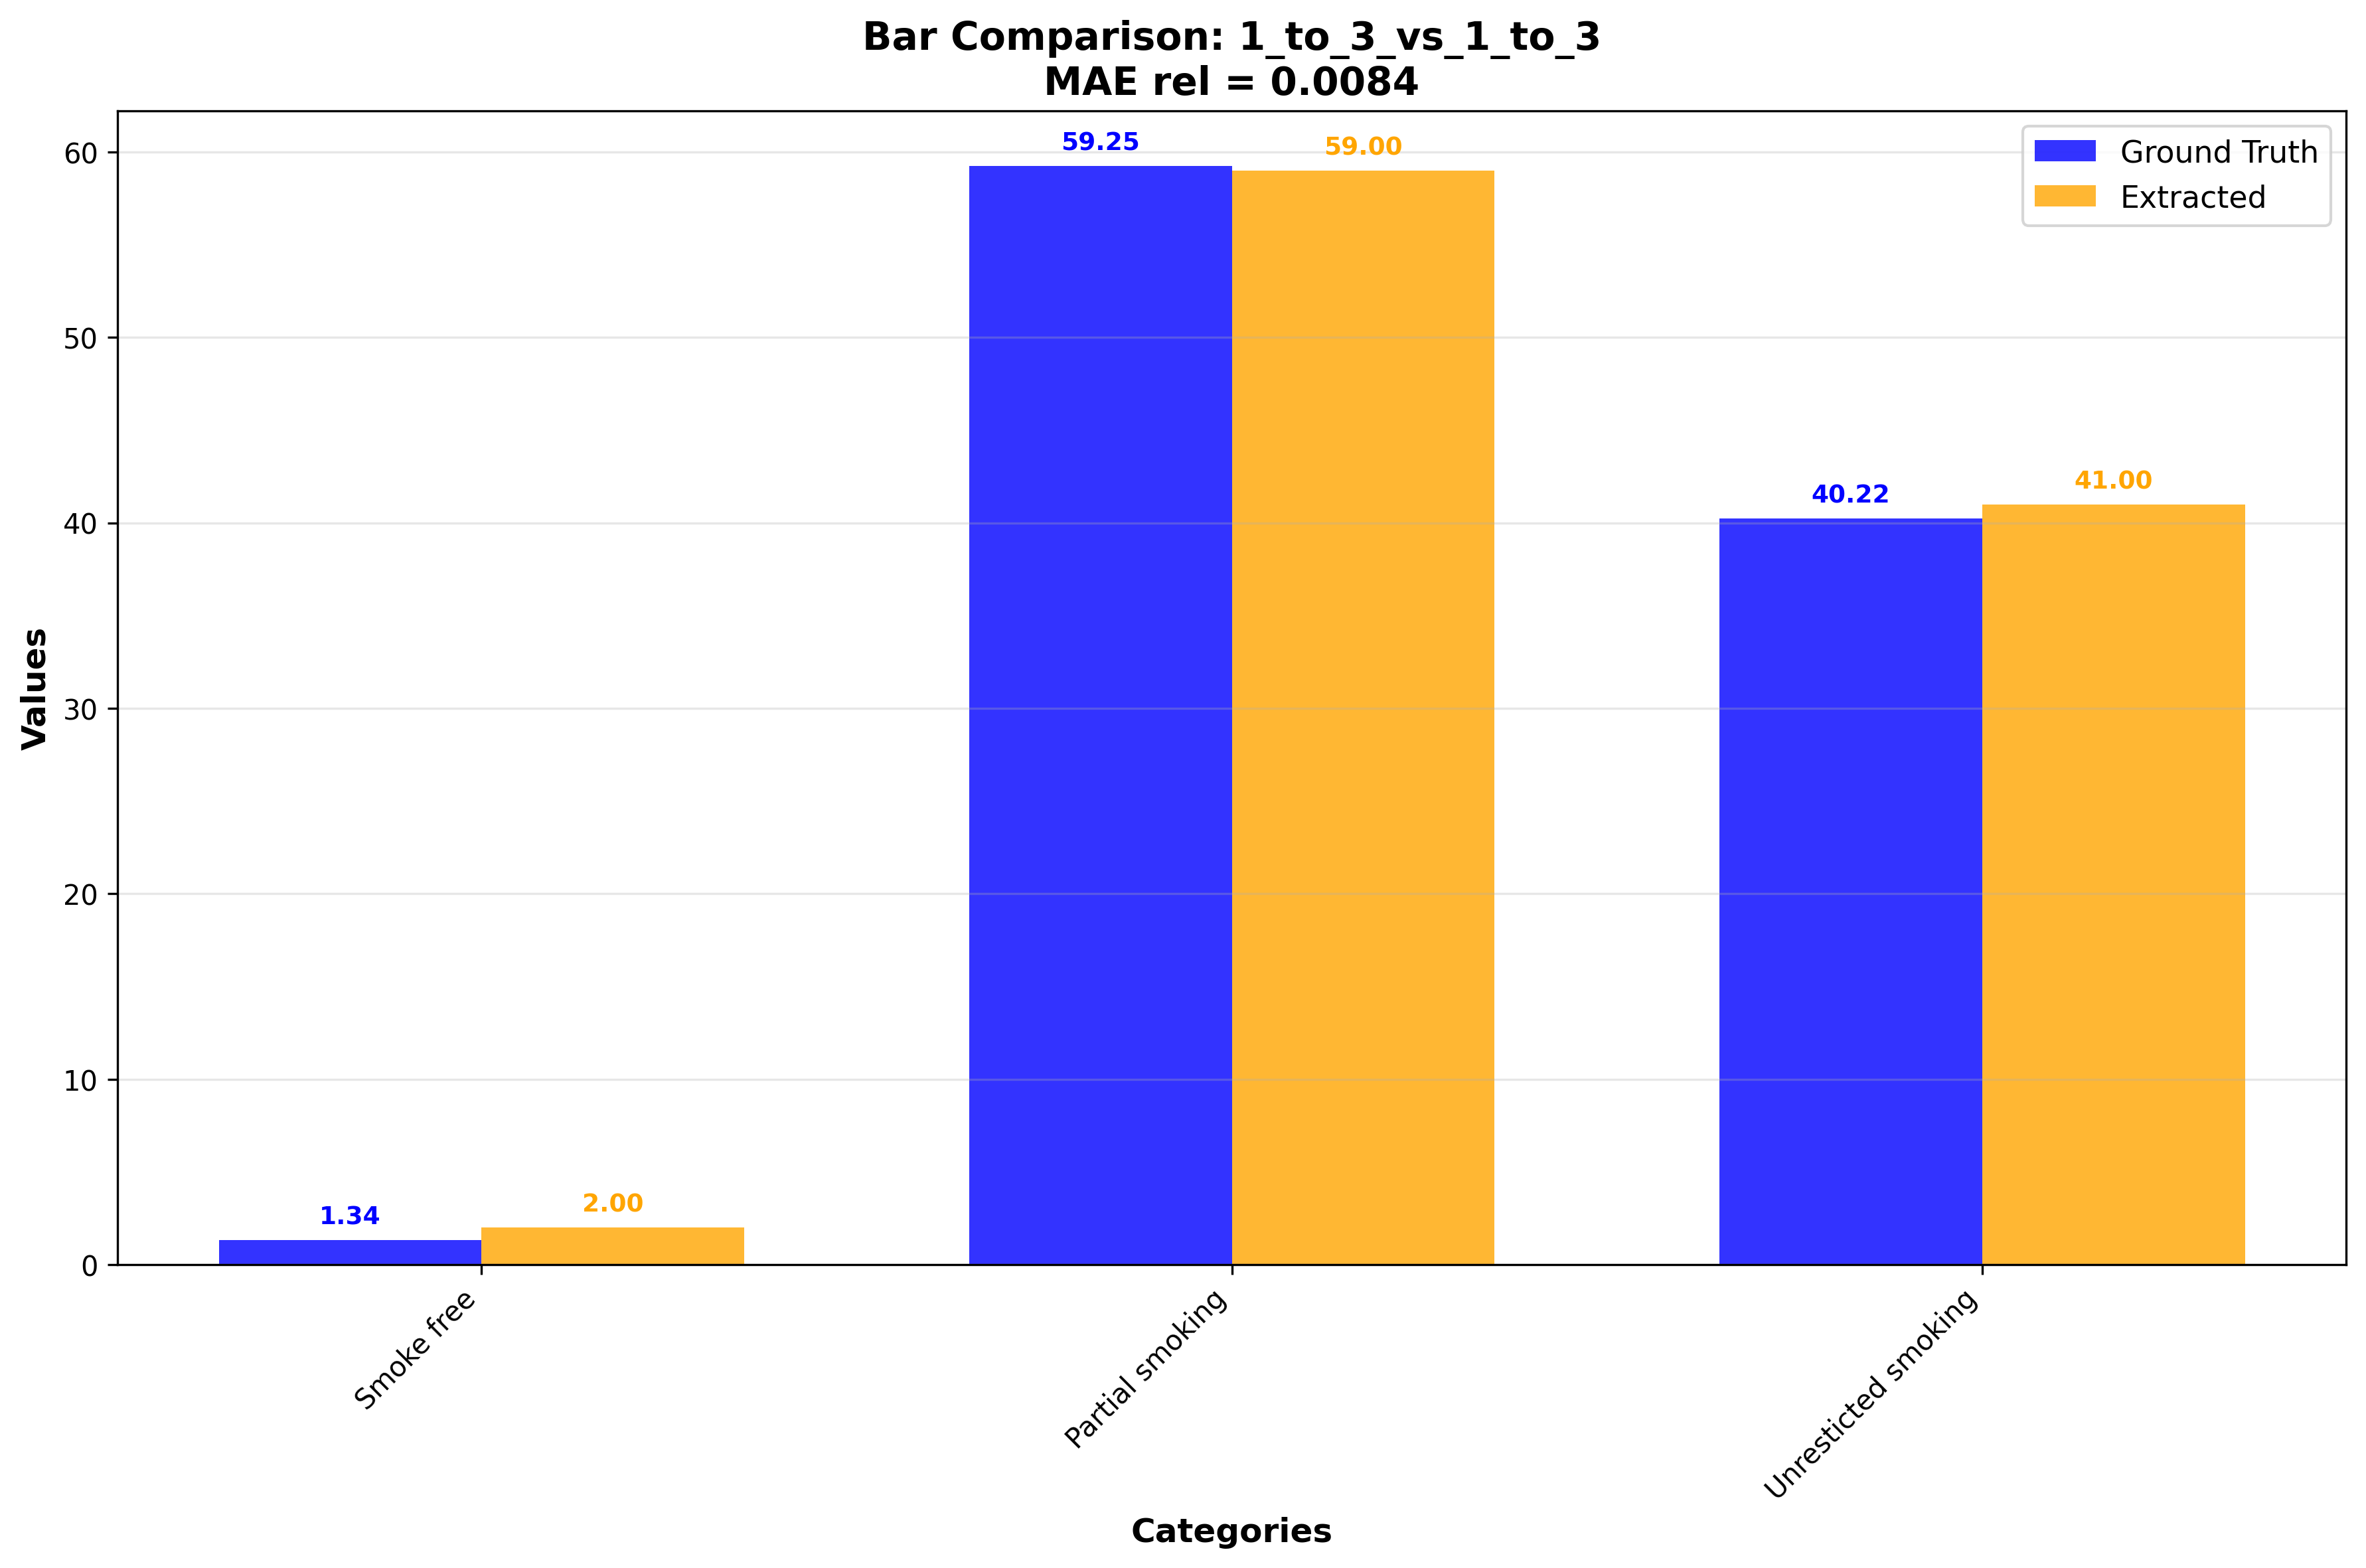 Bar Comparison: 1_to_3_vs_1_to_3
MAE rel = 0.0084
Ground Truth
Extracted
Values
60
50
40
30
20
10
0
1.34
2.00
59.25
59.00
40.22
41.00
Smoke free
Partial smoking
Unresticted smoking
Categories